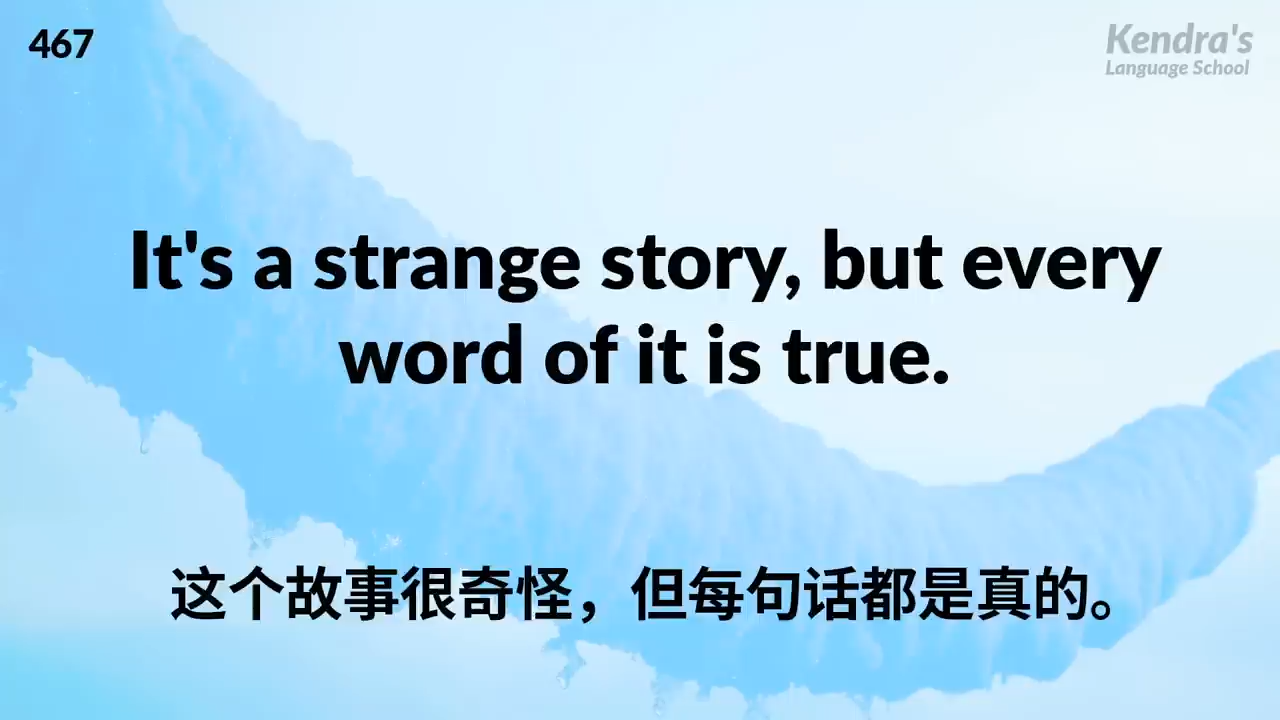 467
Kendra's
Language School
It's a strange story, but every
word of it is true.
这个故事很奇怪，但每句话都是真的。